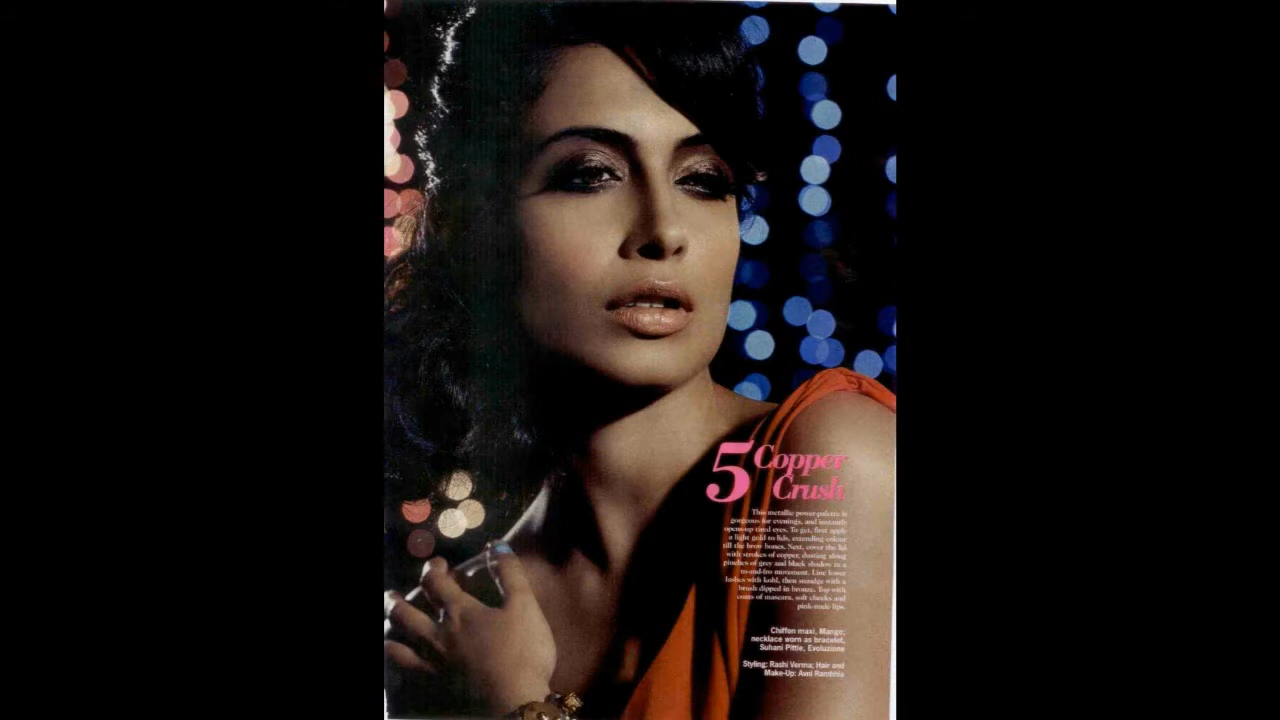 5 Copper
Crush
This metallic power-palette is
gorgeous for evenings, and instantly
opens-up tired eyes. To get, first apply
a light gold to lids, extending colour
till the brow bones. Next, cover the lid
with strokes of copper, dusting along
pinches of grey and black shadow in a
to-and-fro movement. Line lower
lashes with kohl, then smudge with a
brush dipped in bronze. Top with
coats of mascara, soft cheeks and
pink-nude lips.
Chiffon maxi, Mango;
necklace worn as bracelet,
Suhani Pittie, Evoluzione
Styling: Rashi Verma; Hair and
Make-Up: Avni Rambhia